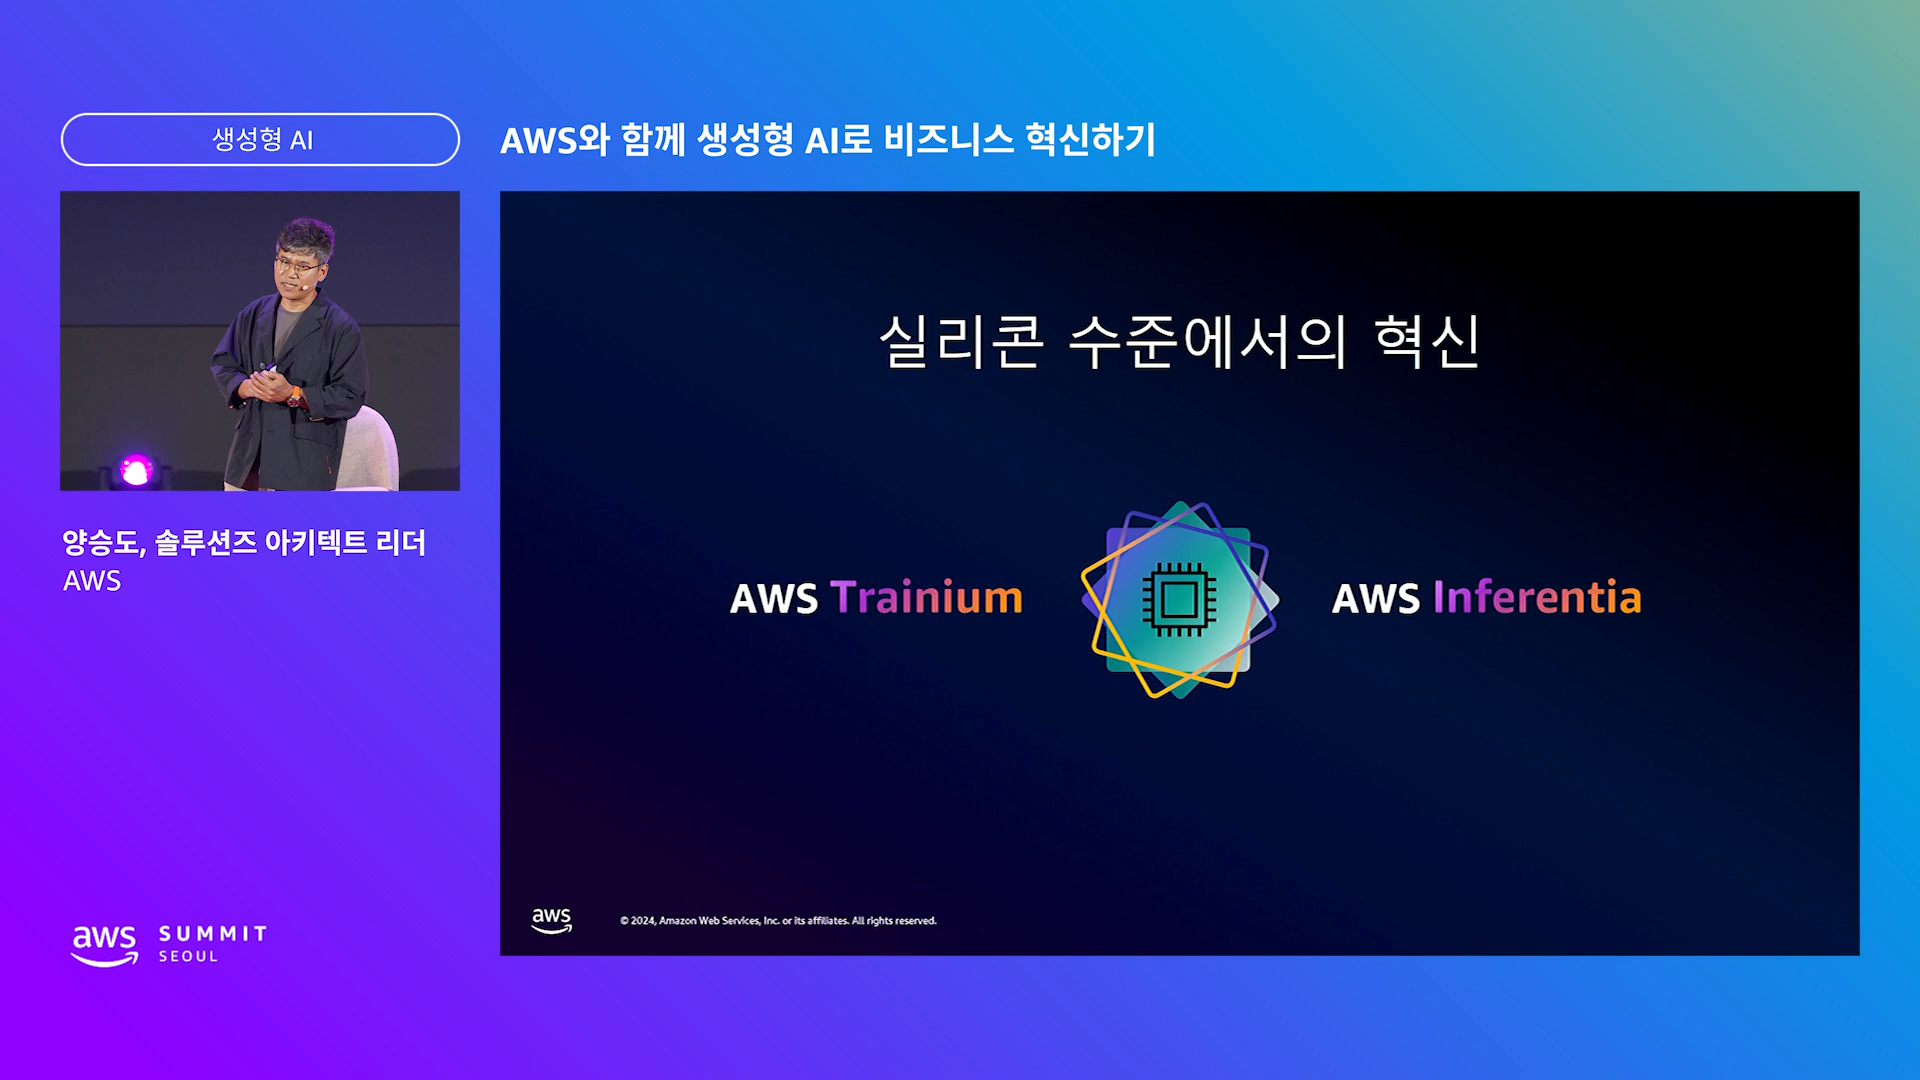 생성형 AI
AWS와 함께 생성형 AI로 비즈니스 혁신하기
실리콘 수준에서의 혁신
AWS Trainium
AWS Inferentia
양승도, 솔루션즈 아키텍트 리더
AWS
aws
© 2024, Amazon Web Services, Inc. or its affiliates. All rights reserved.
aws SUMMIT
SEOUL